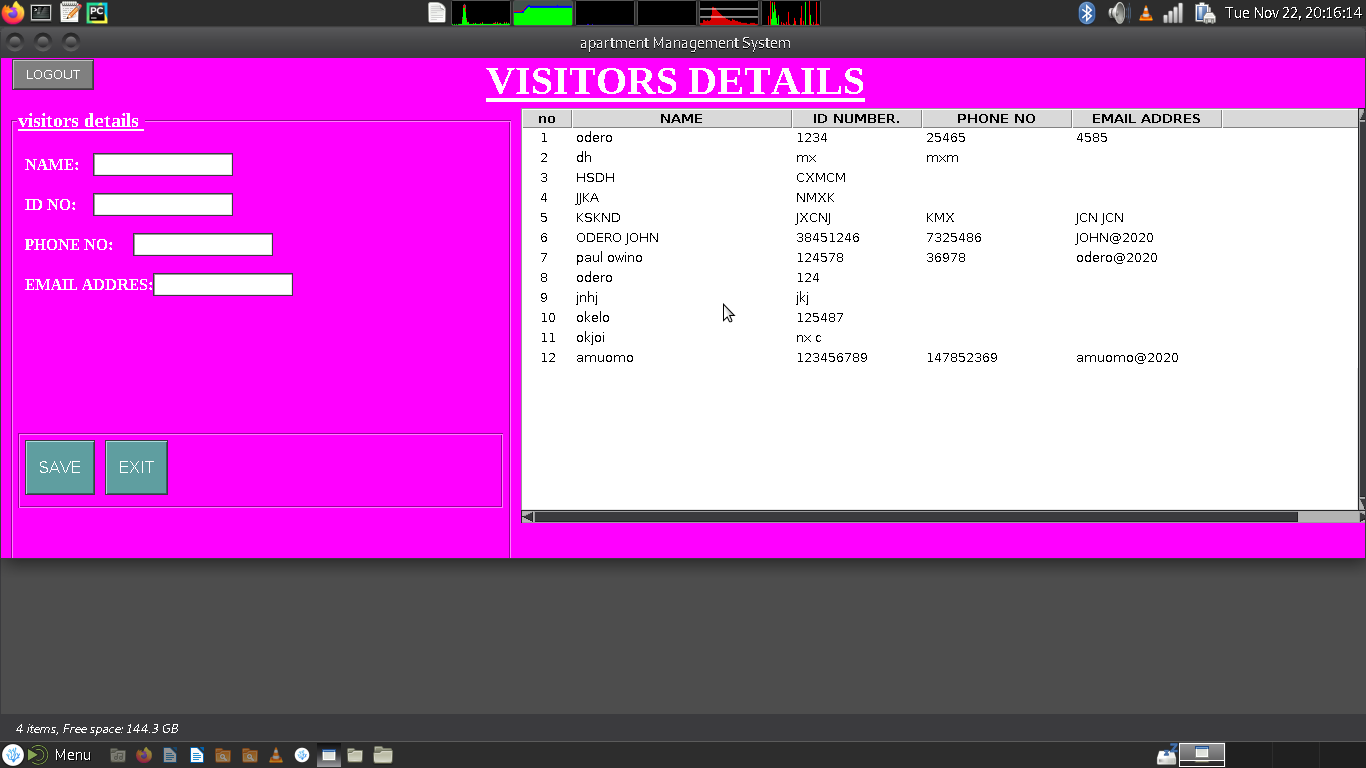 PC
Tue Nov 22, 20:16:14
apartment Management System
LOGOUT
VISITORS DETAILS
visitors details
NAME:
ID NO:
PHONE NO:
EMAIL ADDRES:
SAVE EXIT
no NAME ID NUMBER. PHONE NO EMAIL ADDRES
1 odero 1234 25465 4585
2 dh mx mxm
3 HSDH CXMCM
4 JJKA NMXK
5 KSKND JXCNJ KMX JCN JCN
6 ODERO JOHN 38451246 7325486 JOHN@2020
7 paul owino 124578 36978 odero@2020
8 odero 124
9 jnhj jkj
10 okelo 125487
11 okjoi nx c
12 amuomo 123456789 147852369 amuomo@2020
4 items, Free space: 144.3 GB
Menu